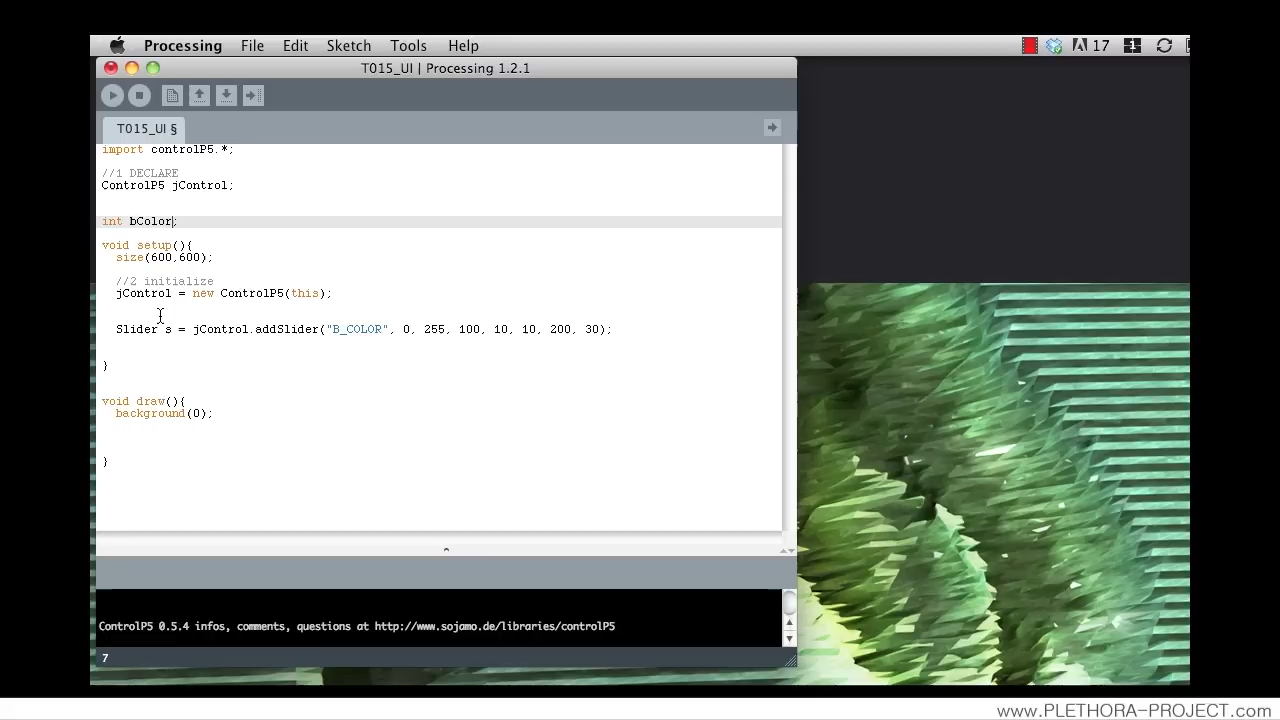 Processing File Edit Sketch Tools Help 17 1
T015_UI | Processing 1.2.1
T015_UI §
import controlP5.*;
//1 DECLARE
ControlP5 jControl;
int bColor;
void setup(){
size(600,600);
//2 initialize
jControl = new ControlP5(this);
Slider s = jControl.addSlider("B_COLOR", 0, 255, 100, 10, 10, 200, 30);
}
void draw(){
background(0);
}
ControlP5 0.5.4 infos, comments, questions at http://www.sojamo.de/libraries/controlP5
7
www.PLETHORA-PROJECT.com